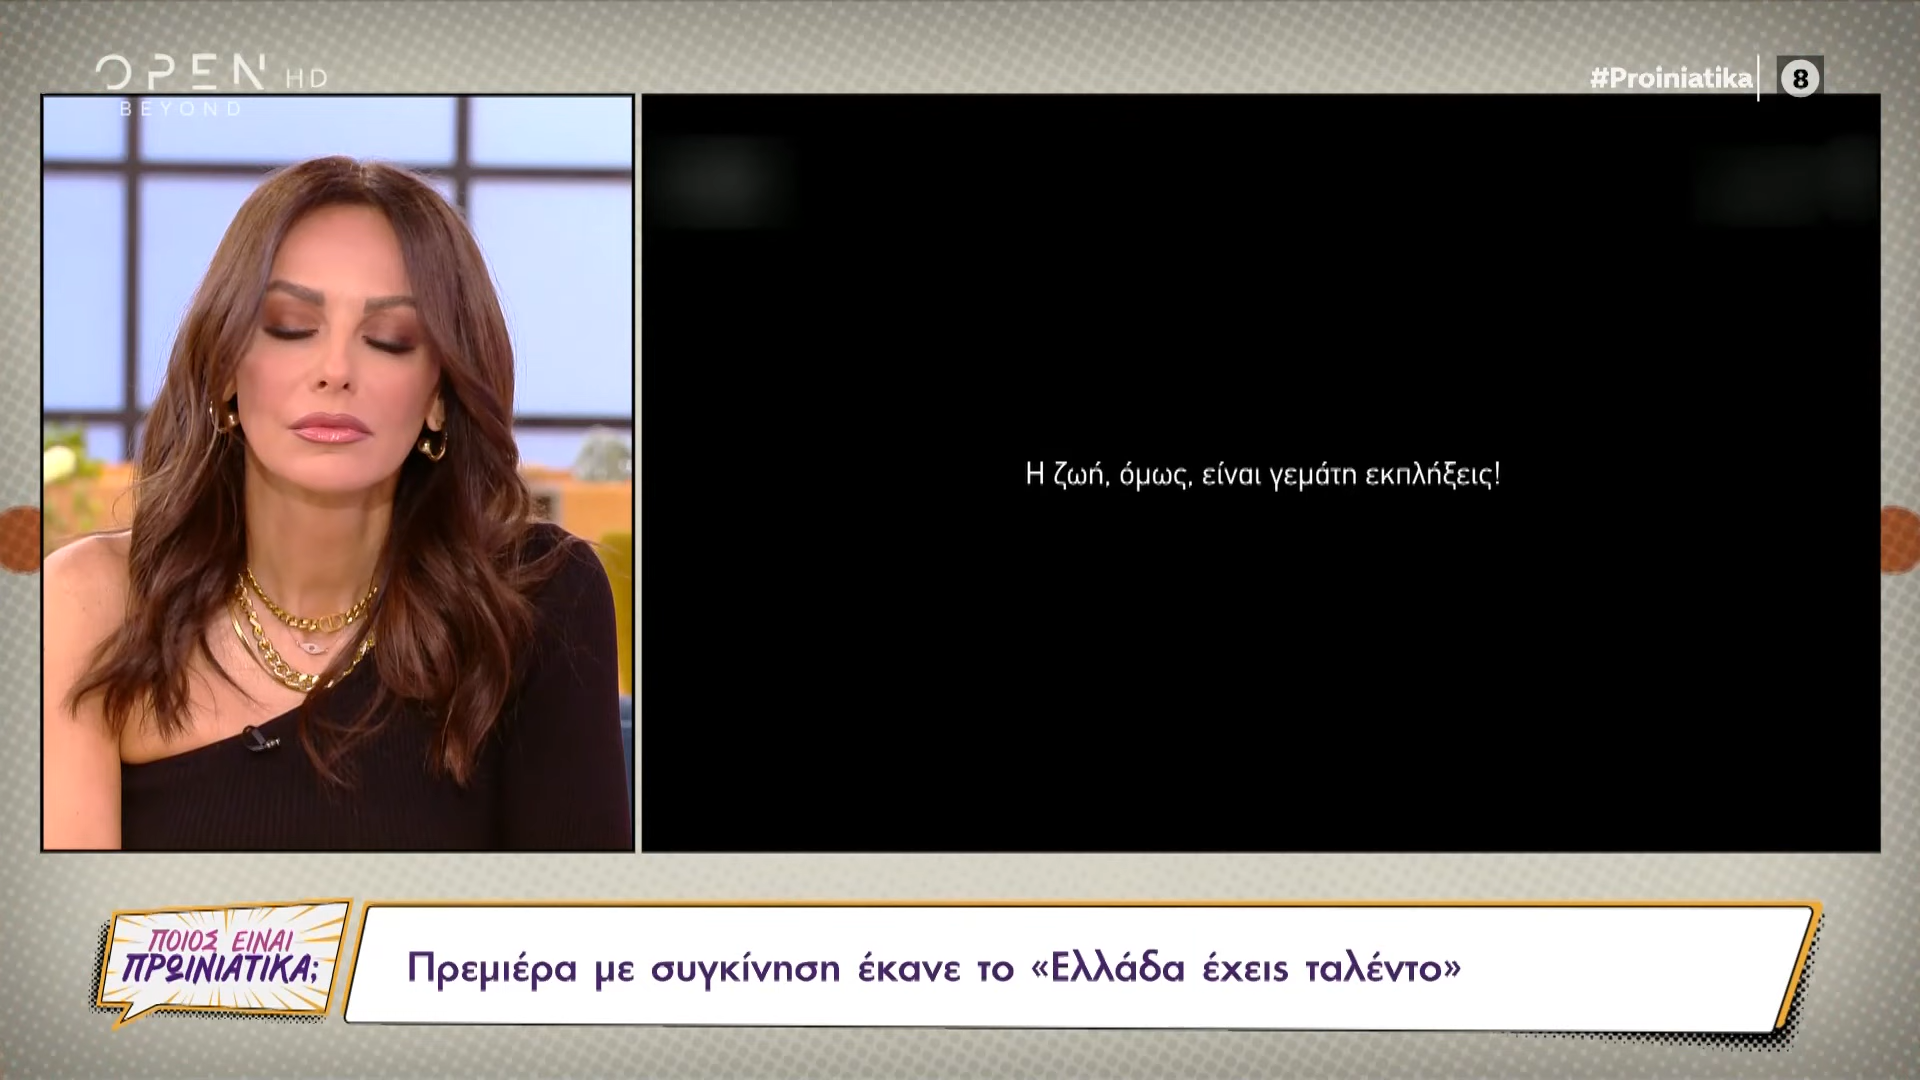 OPEN HD
BEYOND
#Proiniatika
8
Η ζωή, όμως, είναι γεμάτη εκπλήξεις!
ΠΟΙΟΣ ΕΙΝΑΙ
ΠΡΩΙΝΙΑΤΙΚΑ;
Πρεμιέρα με συγκίνηση έκανε το «Ελλάδα έχεις ταλέντο»